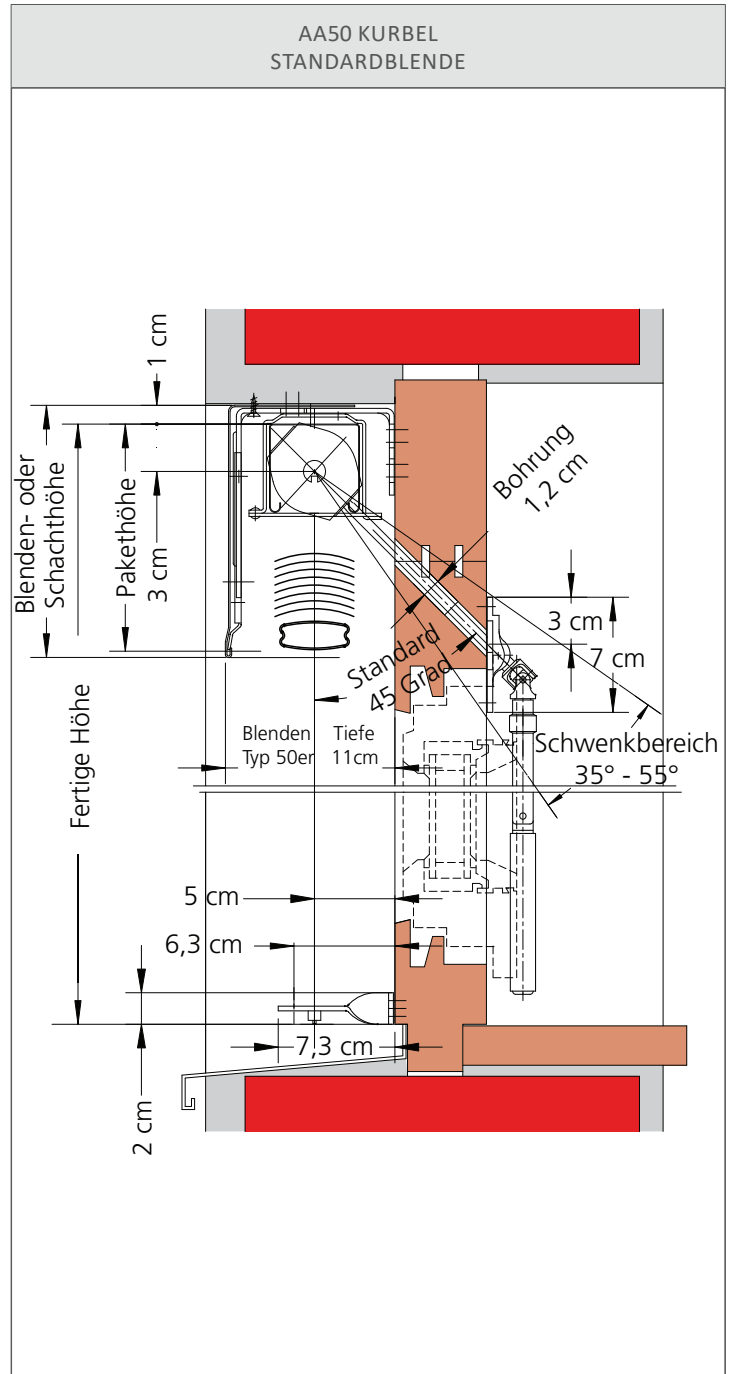 AA50 KURBEL
STANDARDBLENDE
1 cm
Blenden- oder
Schachthöhe
Pakethöhe
3 cm
Bohrung
1,2 cm
Standard
45 Grad
3 cm
7 cm
Blenden Tiefe
Typ 50er 11cm
Schwenkbereich
35° - 55°
Fertige Höhe
5 cm
6,3 cm
7,3 cm
2 cm